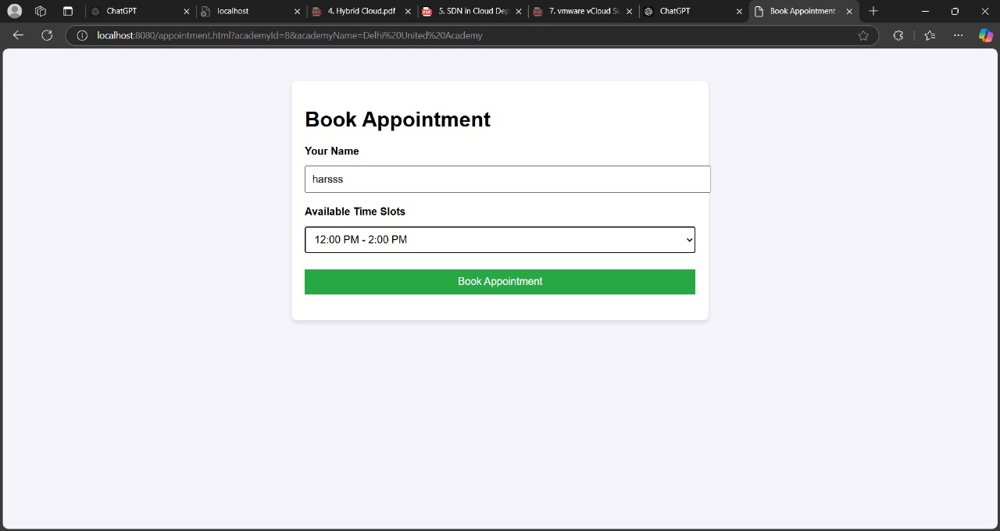 ChatGPT
localhost
4. Hybrid Cloud.pdf
5. SDN in Cloud Dep
7. vmware vCloud Su
ChatGPT
Book Appointment -
localhost:8080/appointment.html?academyId=8&academyName=Delhi%20United%20Academy
Book Appointment
Your Name
harsss
Available Time Slots
12:00 PM - 2:00 PM
Book Appointment